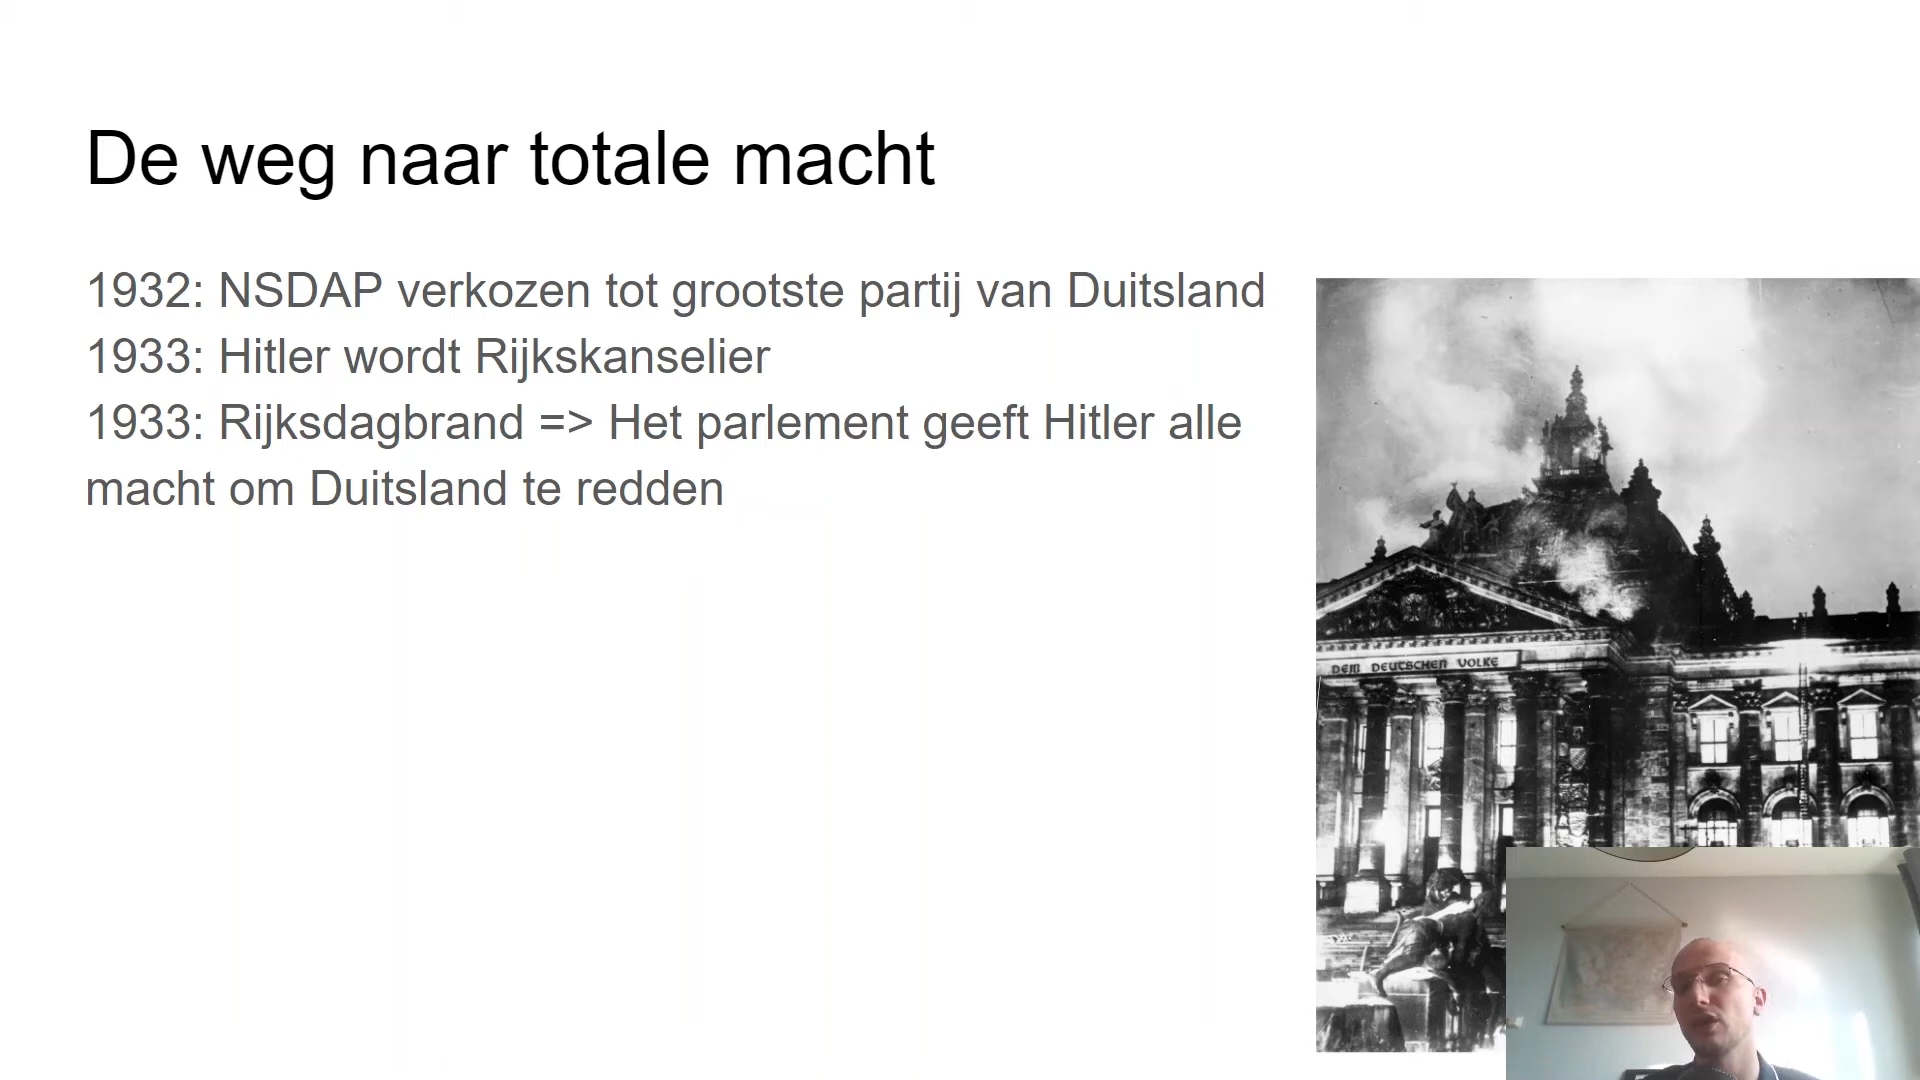 De weg naar totale macht
1932: NSDAP verkozen tot grootste partij van Duitsland
1933: Hitler wordt Rijkskanselier
1933: Rijksdagbrand => Het parlement geeft Hitler alle
macht om Duitsland te redden
DEM DEUTSCHEN VOLKE